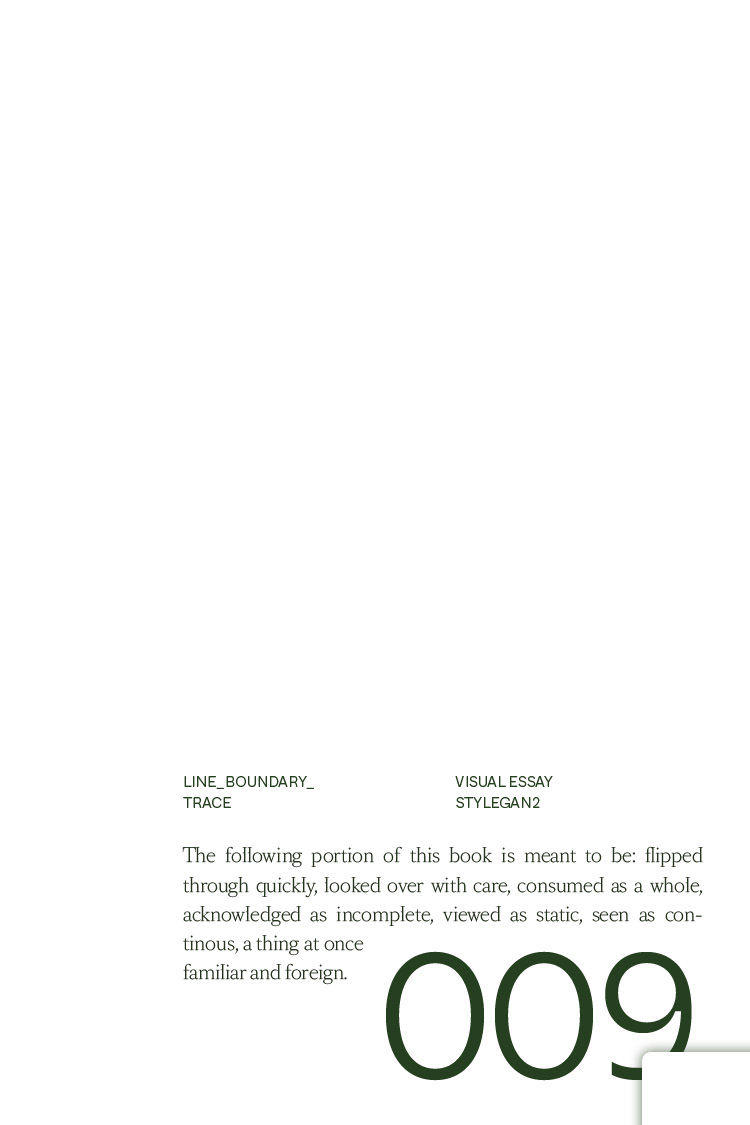 LINE_BOUNDARY_
TRACE
VISUAL ESSAY
STYLEGAN2
The following portion of this book is meant to be: flipped
through quickly, looked over with care, consumed as a whole,
acknowledged as incomplete, viewed as static, seen as con-
tinous, a thing at once
familiar and foreign.
009